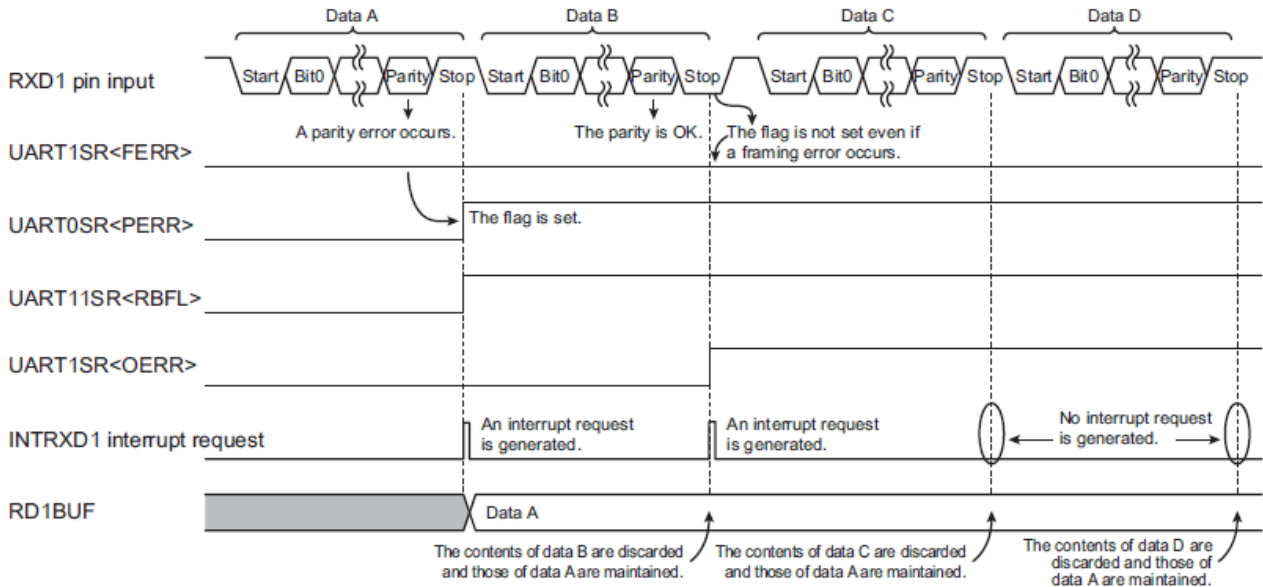 Data A Data B Data C Data D
RXD1 pin input Start Bit0 Parity Stop Start Bit0 Parity Stop Start Bit0 Parity Stop Start Bit0 Parity Stop
A parity error occurs. The parity is OK. The flag is not set even if
a framing error occurs.
UART1SR<FERR>
UART0SR<PERR> The flag is set.
UART11SR<RBFL>
UART1SR<OERR>
INTRXD1 interrupt request
An interrupt request
is generated.
An interrupt request
is generated.
No interrupt request
is generated.
RD1BUF Data A
The contents of data B are discarded
and those of data A are maintained.
The contents of data C are discarded
and those of data A are maintained.
The contents of data D are
discarded and those of
data A are maintained.